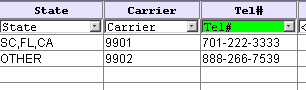 State Carrier Tel#
State Carrier Tel#
SC,FL,CA 9901 701-222-3333
OTHER 9902 888-266-7539